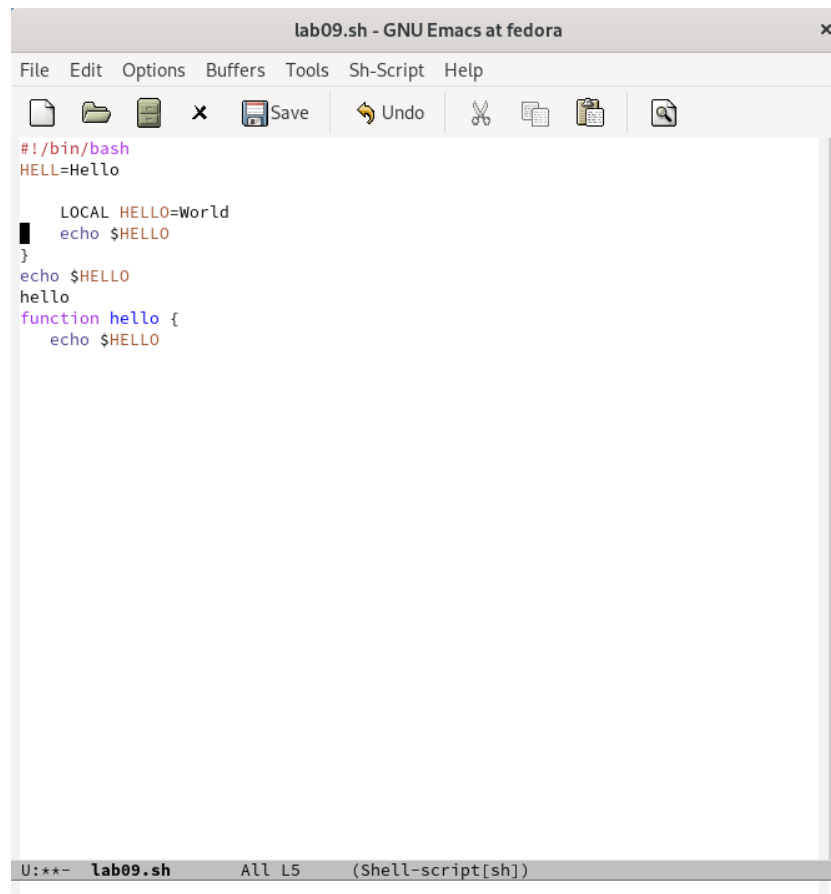 lab09.sh - GNU Emacs at fedora
File Edit Options Buffers Tools Sh-Script Help
Save Undo
#!/bin/bash
HELL=Hello
    LOCAL HELLO=World
    echo $HELLO
}
echo $HELLO
hello
function hello {
   echo $HELLO
U:**-  lab09.sh       All L5     (Shell-script[sh])